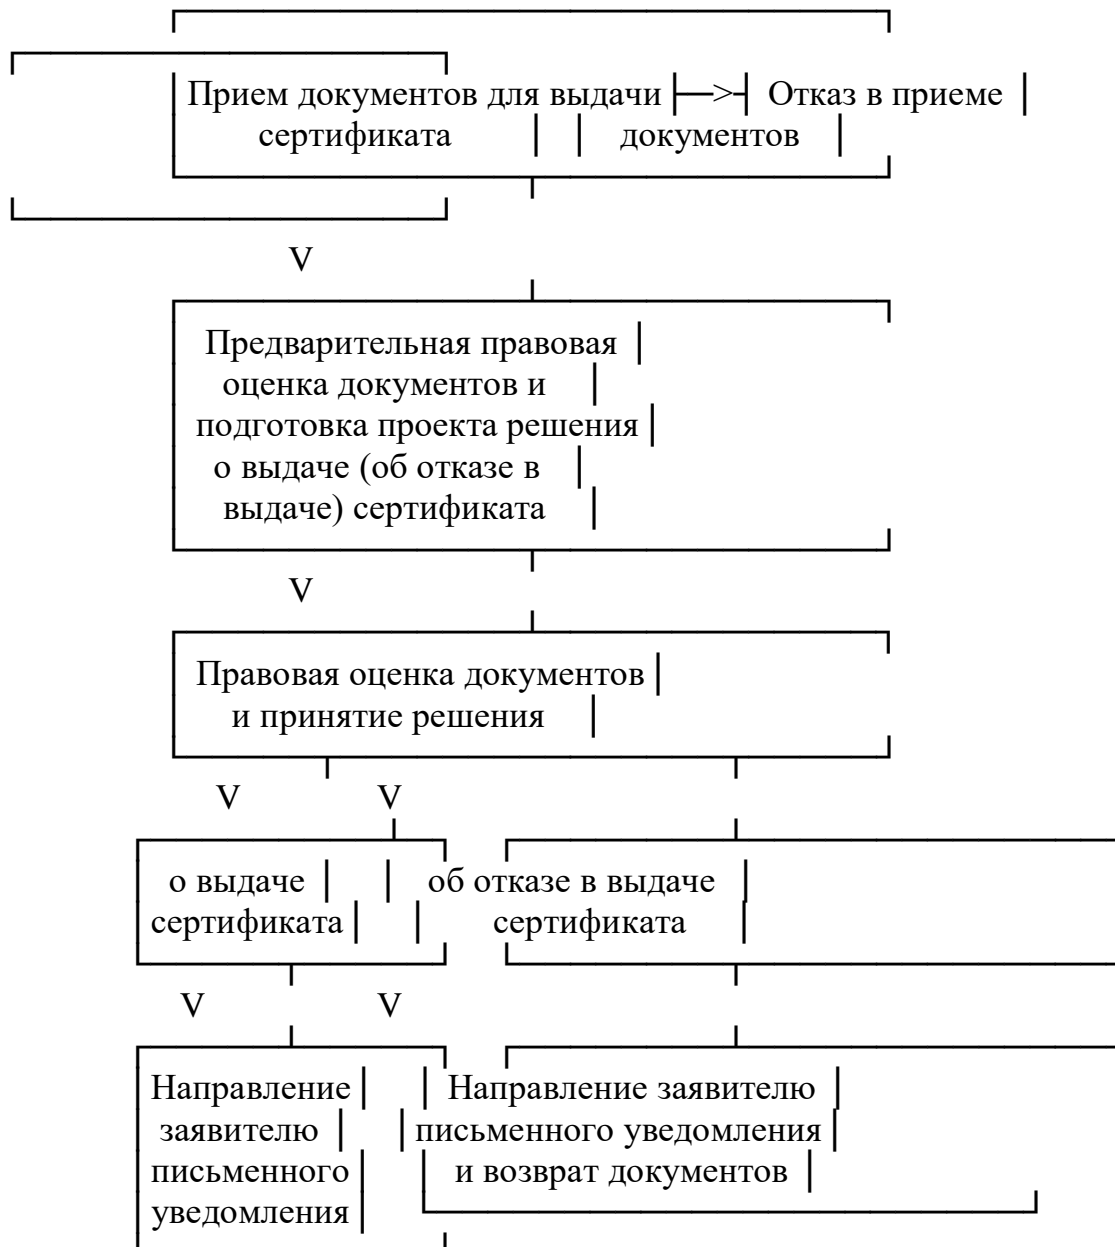 Прием документов для выдачи > Отказ в приеме
сертификата документов
V
Предварительная правовая
оценка документов и
подготовка проекта решения
о выдаче (об отказе в
выдаче) сертификата
V
Правовая оценка документов
и принятие решения
V V
о выдаче об отказе в выдаче
сертификата сертификата
V V
Направление Направление заявителю
заявителю письменного уведомления
письменного и возврат документов
уведомления